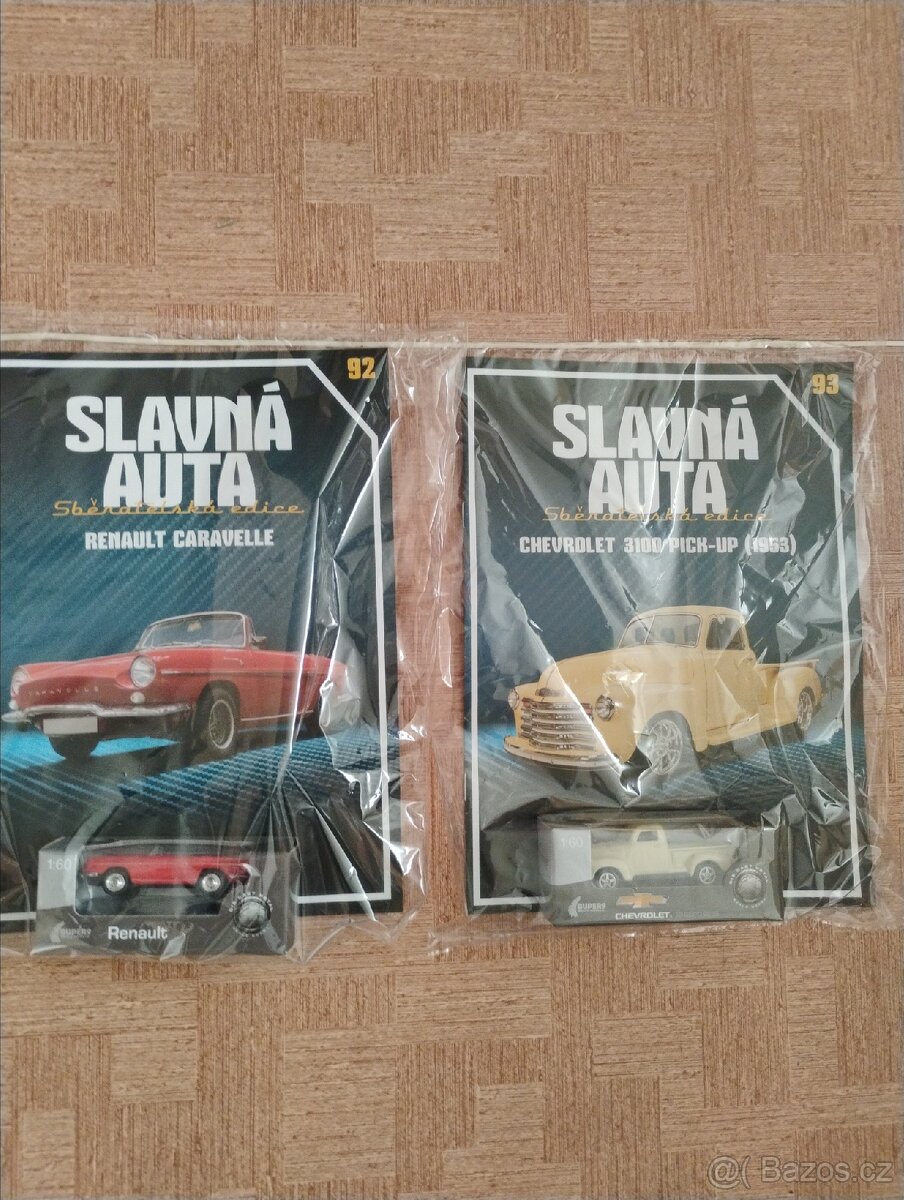 92
SLAVNÁ
AUTA
Sběratelská edice
RENAULT CARAVELLE
CARAVELLE
1:60
Renault
93
SLAVNÁ
AUTA
Sběratelská edice
CHEVROLET 3100 PICK-UP (1953)
1:60
CHEVROLET
@( Bazos.cz